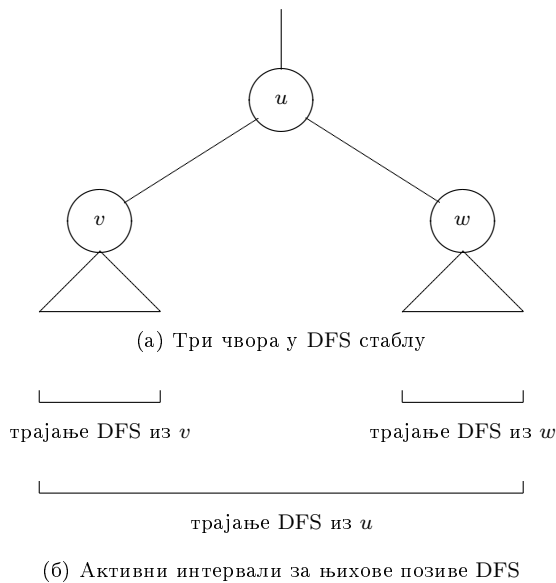 u
v
w
(а) Три чвора у DFS стаблу
трајање DFS из v
трајање DFS из w
трајање DFS из u
(б) Активни интервали за њихове позиве DFS